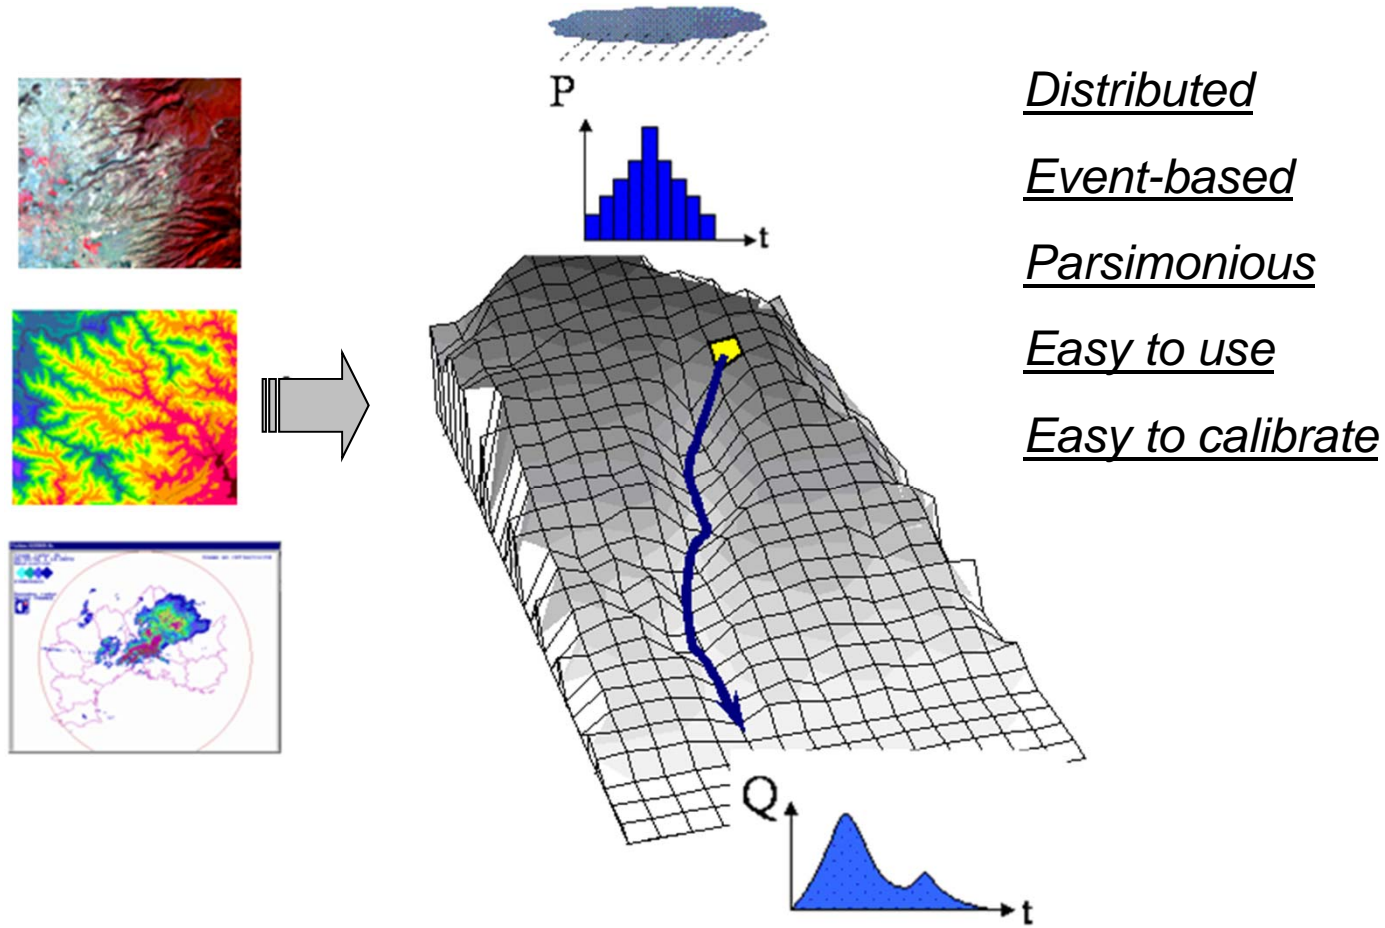 P
t
Distributed
Event-based
Parsimonious
Easy to use
Easy to calibrate
Q
t